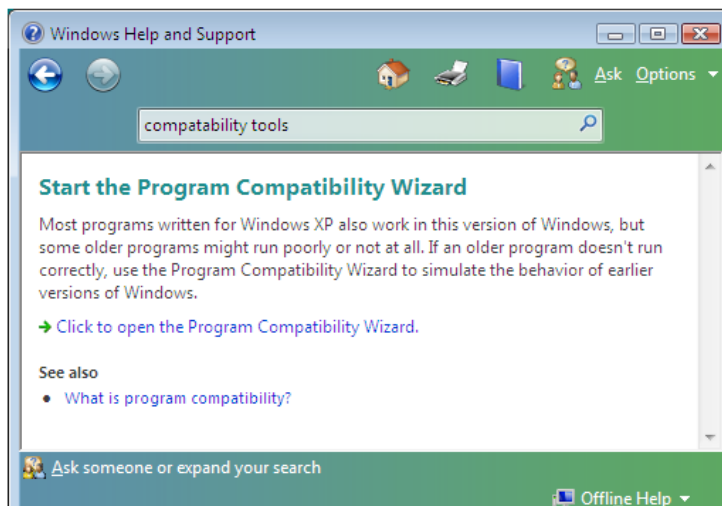 Windows Help and Support
Ask Options
compatability tools
Start the Program Compatibility Wizard
Most programs written for Windows XP also work in this version of Windows, but
some older programs might run poorly or not at all. If an older program doesn't run
correctly, use the Program Compatibility Wizard to simulate the behavior of earlier
versions of Windows.
Click to open the Program Compatibility Wizard.
See also
• What is program compatibility?
Ask someone or expand your search
Offline Help